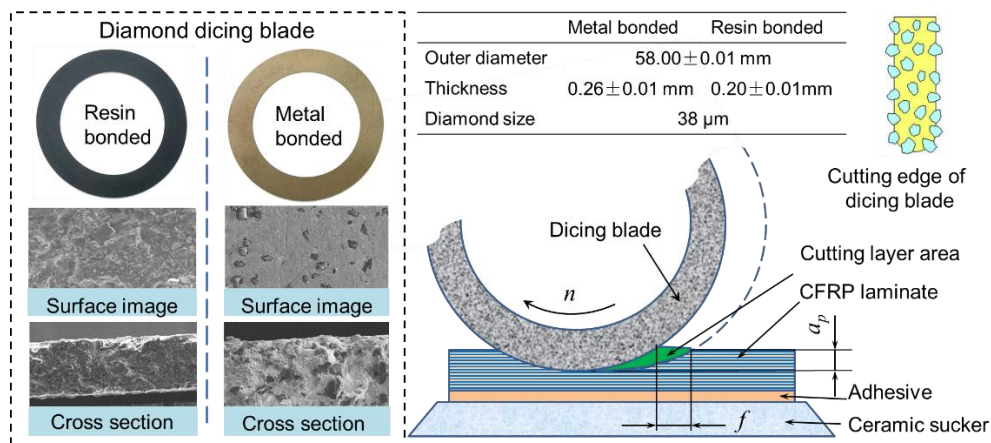 Diamond dicing blade
Resin
bonded
Metal
bonded
Surface image
Surface image
Cross section
Cross section
Metal bonded Resin bonded
Outer diameter 58.00±0.01 mm
Thickness 0.26±0.01 mm 0.20±0.01mm
Diamond size 38 μm
Cutting edge of
dicing blade
Dicing blade
Cutting layer area
CFRP laminate
n
a_p
Adhesive
f
Ceramic sucker